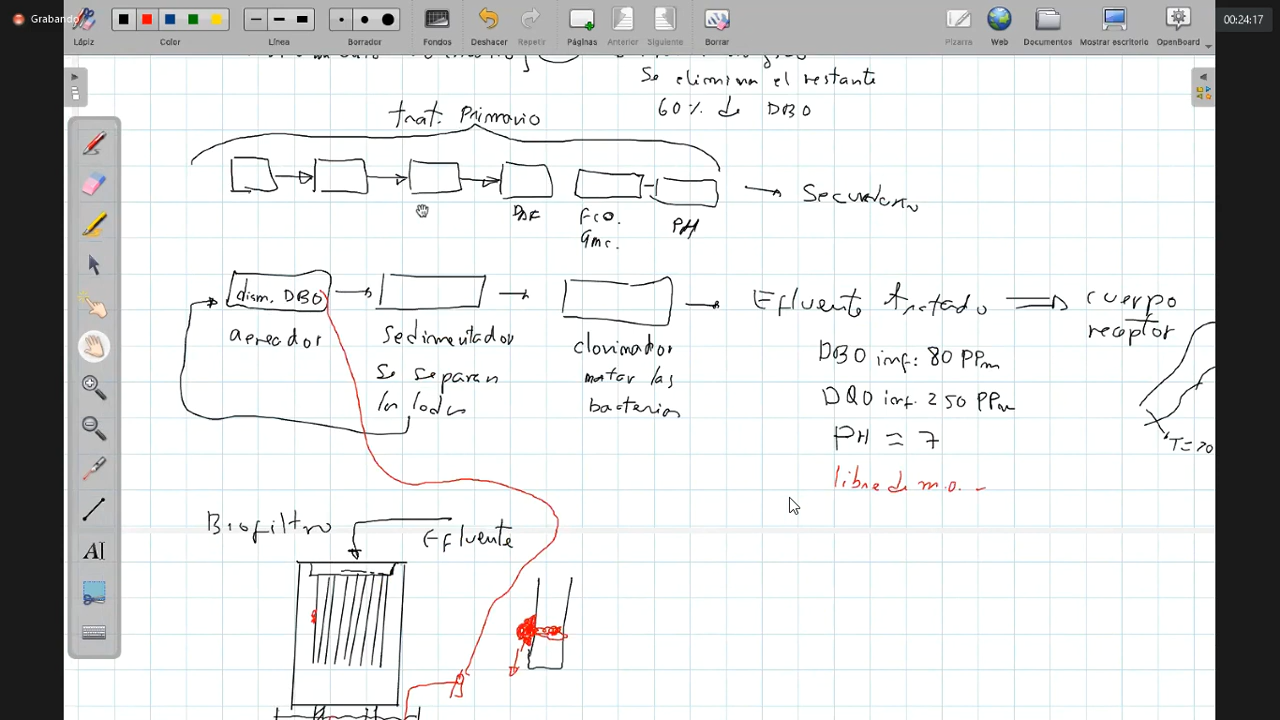 Grabando
Lápiz
Color
Línea
Borrador
Fondos
Deshacer
Repetir
Páginas
Anterior
Siguiente
Borrar
Pizarra
Web
Documentos
Mostrar escritorio
OpenBoard
00:24:17
Se elimina el restante
60% d DBO
trat. Primario
DAF
Fco.
Qmc.
PH
Secundario
dism. DBO
aereador
sedimentador
se separan
los lodos
clorinador
matar las
bacterias
Efluente tratado
cuerpo
receptor
DBO inf: 80 PPm
DQO inf. 250 PPm
PH ≈ 7
libre de m.o. -
T=20
Biofiltro
Efluente
AI